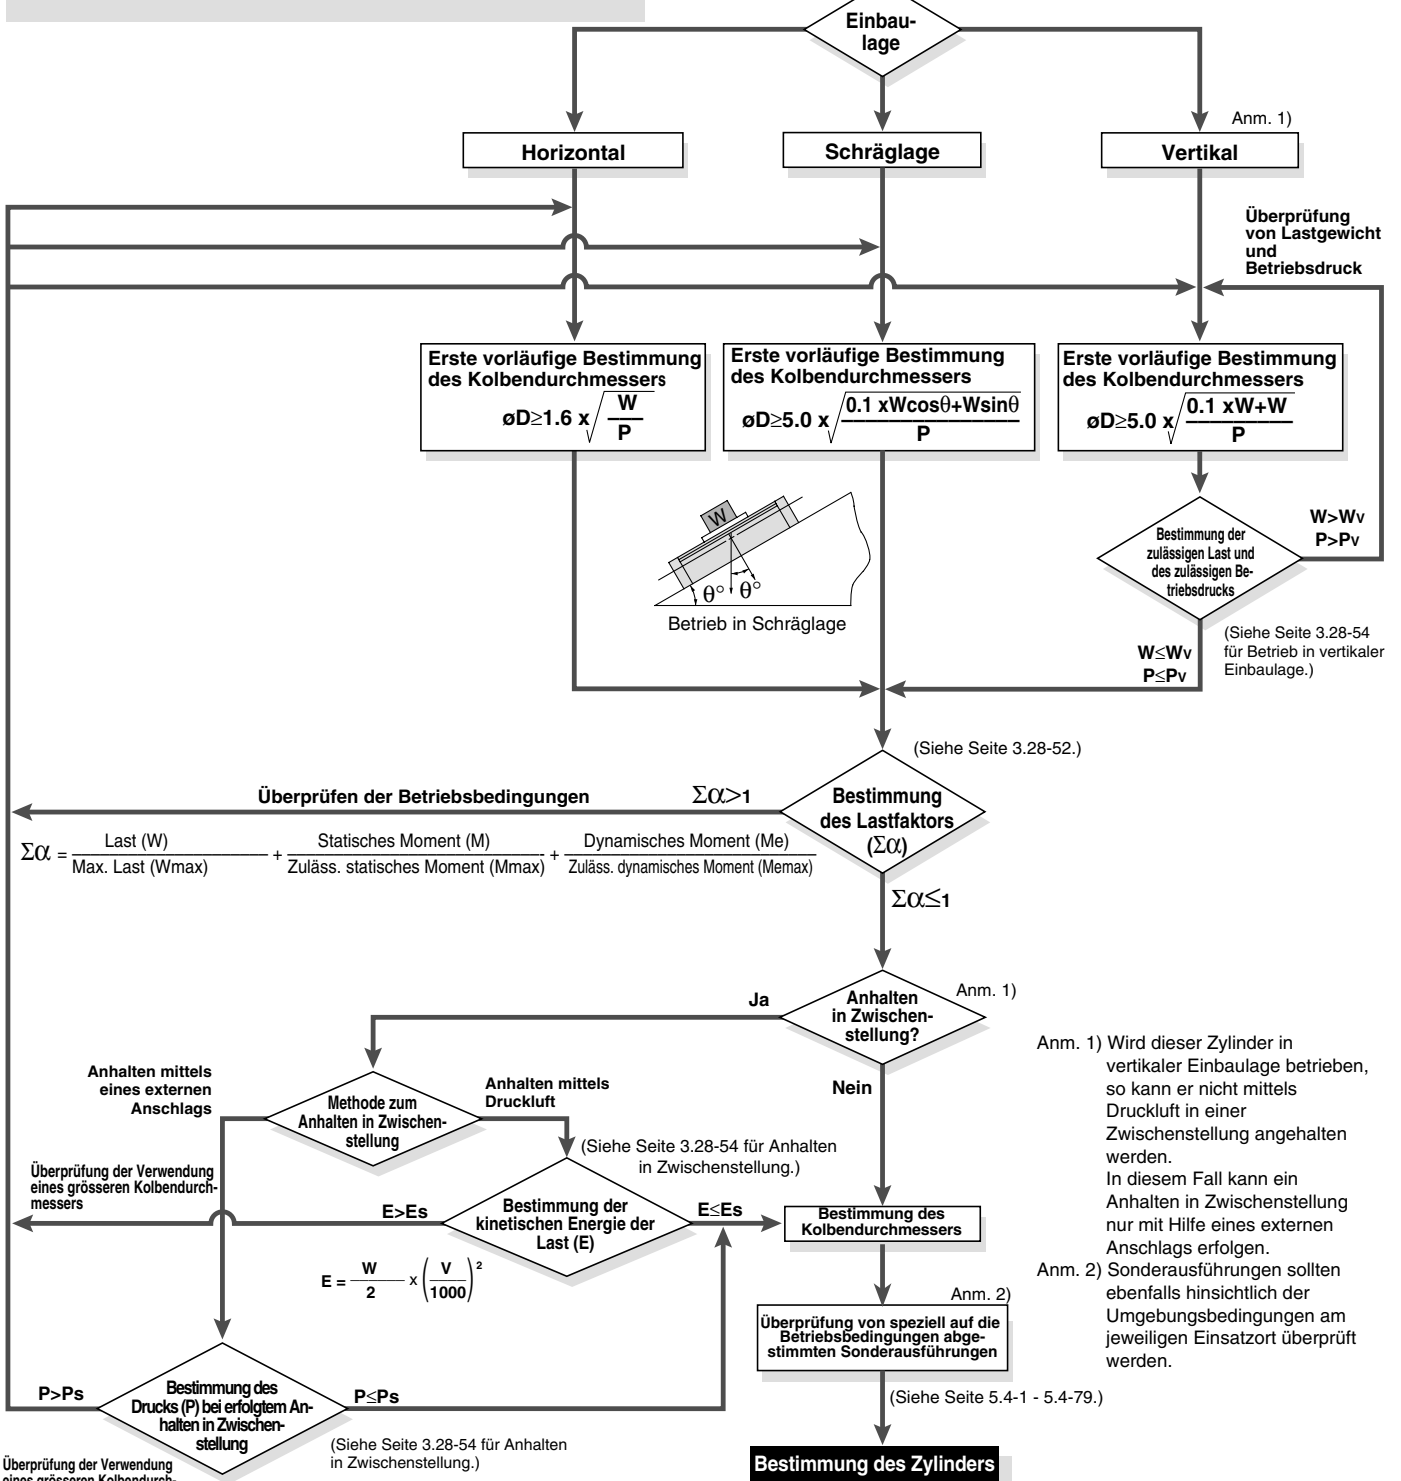 Einbau-
lage
Anm. 1)
Horizontal
Schräglage
Vertikal
Überprüfung
von Lastgewicht
und
Betriebsdruck
Erste vorläufige Bestimmung
des Kolbendurchmessers
øD≥1.6 x √ W
P
Erste vorläufige Bestimmung
des Kolbendurchmessers
øD≥5.0 x √ 0.1 xWcosθ+Wsinθ
P
Erste vorläufige Bestimmung
des Kolbendurchmessers
øD≥5.0 x √ 0.1 xW+W
P
W
θ° θ°
Betrieb in Schräglage
Bestimmung der
zulässigen Last und
des zulässigen Be-
triebsdrucks
W>Wv
P>Pv
(Siehe Seite 3.28-54
für Betrieb in vertikaler
Einbaulage.)
W≤Wv
P≤Pv
(Siehe Seite 3.28-52.)
Überprüfen der Betriebsbedingungen
Σα>1
Bestimmung
des Lastfaktors
(Σα)
Σα = Last (W) + Statisches Moment (M) + Dynamisches Moment (Me)
Max. Last (Wmax) Zuläss. statisches Moment (Mmax) Zuläss. dynamisches Moment (Memax)
Σα≤1
Anhalten
in Zwischen-
stellung?
Anm. 1)
Ja
Nein
Anhalten mittels
eines externen
Anschlags
Methode zum
Anhalten in Zwischen-
stellung
Anhalten mittels
Druckluft
(Siehe Seite 3.28-54 für Anhalten
in Zwischenstellung.)
Überprüfung der Verwendung
eines grösseren Kolbendurch-
messers
E>Es
Bestimmung der
kinetischen Energie der
Last (E)
E≤Es
E = W x ( V )²
2 1000
Bestimmung des
Kolbendurchmessers
Anm. 2)
Überprüfung von speziell auf die
Betriebsbedingungen abge-
stimmten Sonderausführungen
(Siehe Seite 5.4-1 - 5.4-79.)
Bestimmung des Zylinders
P>Ps
Bestimmung des
Drucks (P) bei erfolgtem An-
halten in Zwischen-
stellung
P≤Ps
(Siehe Seite 3.28-54 für Anhalten
in Zwischenstellung.)
Überprüfung der Verwendung
eines grösseren Kolbendurch-
Anm. 1) Wird dieser Zylinder in
vertikaler Einbaulage betrieben,
so kann er nicht mittels
Druckluft in einer
Zwischenstellung angehalten
werden.
In diesem Fall kann ein
Anhalten in Zwischenstellung
nur mit Hilfe eines externen
Anschlags erfolgen.
Anm. 2) Sonderausführungen sollten
ebenfalls hinsichtlich der
Umgebungsbedingungen am
jeweiligen Einsatzort überprüft
werden.